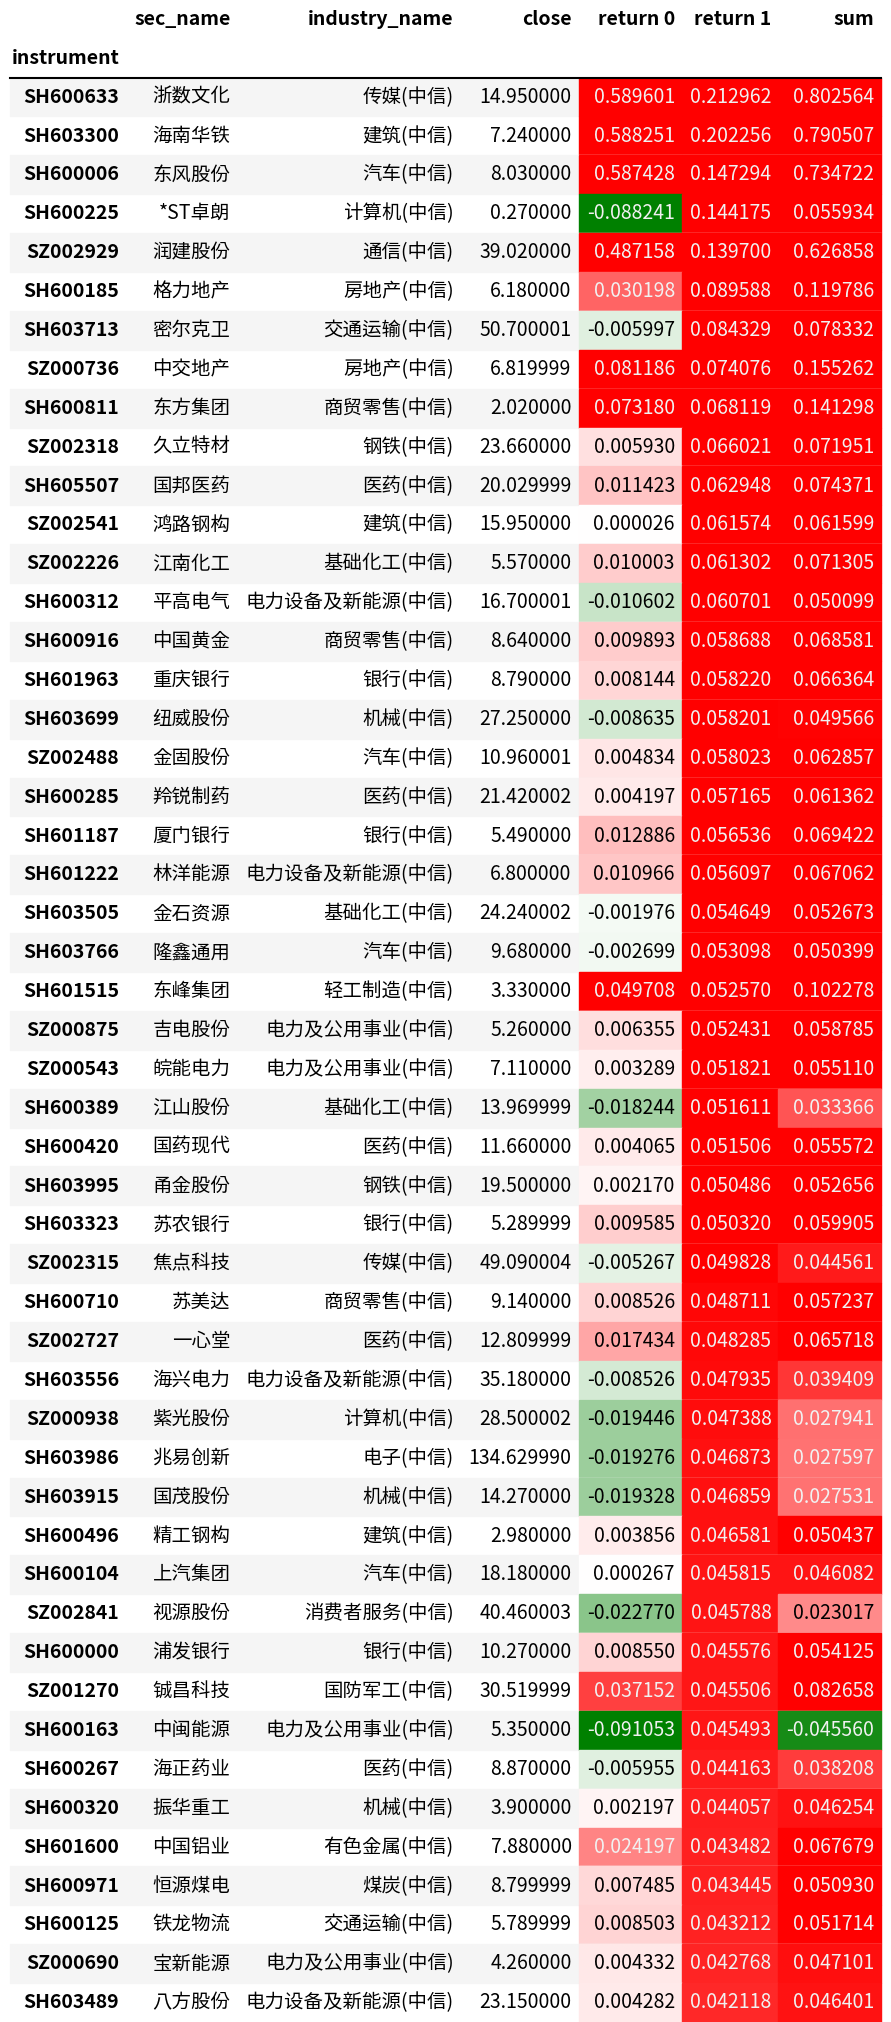 sec_name industry_name close return 0 return 1 sum
instrument
SH600633 浙数文化 传媒(中信) 14.950000 0.589601 0.212962 0.802564
SH603300 海南华铁 建筑(中信) 7.240000 0.588251 0.202256 0.790507
SH600006 东风股份 汽车(中信) 8.030000 0.587428 0.147294 0.734722
SH600225 *ST卓朗 计算机(中信) 0.270000 -0.088241 0.144175 0.055934
SZ002929 润建股份 通信(中信) 39.020000 0.487158 0.139700 0.626858
SH600185 格力地产 房地产(中信) 6.180000 0.030198 0.089588 0.119786
SH603713 密尔克卫 交通运输(中信) 50.700001 -0.005997 0.084329 0.078332
SZ000736 中交地产 房地产(中信) 6.819999 0.081186 0.074076 0.155262
SH600811 东方集团 商贸零售(中信) 2.020000 0.073180 0.068119 0.141298
SZ002318 久立特材 钢铁(中信) 23.660000 0.005930 0.066021 0.071951
SH605507 国邦医药 医药(中信) 20.029999 0.011423 0.062948 0.074371
SZ002541 鸿路钢构 建筑(中信) 15.950000 0.000026 0.061574 0.061599
SZ002226 江南化工 基础化工(中信) 5.570000 0.010003 0.061302 0.071305
SH600312 平高电气 电力设备及新能源(中信) 16.700001 -0.010602 0.060701 0.050099
SH600916 中国黄金 商贸零售(中信) 8.640000 0.009893 0.058688 0.068581
SH601963 重庆银行 银行(中信) 8.790000 0.008144 0.058220 0.066364
SH603699 纽威股份 机械(中信) 27.250000 -0.008635 0.058201 0.049566
SZ002488 金固股份 汽车(中信) 10.960001 0.004834 0.058023 0.062857
SH600285 羚锐制药 医药(中信) 21.420002 0.004197 0.057165 0.061362
SH601187 厦门银行 银行(中信) 5.490000 0.012886 0.056536 0.069422
SH601222 林洋能源 电力设备及新能源(中信) 6.800000 0.010966 0.056097 0.067062
SH603505 金石资源 基础化工(中信) 24.240002 -0.001976 0.054649 0.052673
SH603766 隆鑫通用 汽车(中信) 9.680000 -0.002699 0.053098 0.050399
SH601515 东峰集团 轻工制造(中信) 3.330000 0.049708 0.052570 0.102278
SZ000875 吉电股份 电力及公用事业(中信) 5.260000 0.006355 0.052431 0.058785
SZ000543 皖能电力 电力及公用事业(中信) 7.110000 0.003289 0.051821 0.055110
SH600389 江山股份 基础化工(中信) 13.969999 -0.018244 0.051611 0.033366
SH600420 国药现代 医药(中信) 11.660000 0.004065 0.051506 0.055572
SH603995 甬金股份 钢铁(中信) 19.500000 0.002170 0.050486 0.052656
SH603323 苏农银行 银行(中信) 5.289999 0.009585 0.050320 0.059905
SZ002315 焦点科技 传媒(中信) 49.090004 -0.005267 0.049828 0.044561
SH600710 苏美达 商贸零售(中信) 9.140000 0.008526 0.048711 0.057237
SZ002727 一心堂 医药(中信) 12.809999 0.017434 0.048285 0.065718
SH603556 海兴电力 电力设备及新能源(中信) 35.180000 -0.008526 0.047935 0.039409
SZ000938 紫光股份 计算机(中信) 28.500002 -0.019446 0.047388 0.027941
SH603986 兆易创新 电子(中信) 134.629990 -0.019276 0.046873 0.027597
SH603915 国茂股份 机械(中信) 14.270000 -0.019328 0.046859 0.027531
SH600496 精工钢构 建筑(中信) 2.980000 0.003856 0.046581 0.050437
SH600104 上汽集团 汽车(中信) 18.180000 0.000267 0.045815 0.046082
SZ002841 视源股份 消费者服务(中信) 40.460003 -0.022770 0.045788 0.023017
SH600000 浦发银行 银行(中信) 10.270000 0.008550 0.045576 0.054125
SZ001270 铖昌科技 国防军工(中信) 30.519999 0.037152 0.045506 0.082658
SH600163 中闽能源 电力及公用事业(中信) 5.350000 -0.091053 0.045493 -0.045560
SH600267 海正药业 医药(中信) 8.870000 -0.005955 0.044163 0.038208
SH600320 振华重工 机械(中信) 3.900000 0.002197 0.044057 0.046254
SH601600 中国铝业 有色金属(中信) 7.880000 0.024197 0.043482 0.067679
SH600971 恒源煤电 煤炭(中信) 8.799999 0.007485 0.043445 0.050930
SH600125 铁龙物流 交通运输(中信) 5.789999 0.008503 0.043212 0.051714
SZ000690 宝新能源 电力及公用事业(中信) 4.260000 0.004332 0.042768 0.047101
SH603489 八方股份 电力设备及新能源(中信) 23.150000 0.004282 0.042118 0.046401